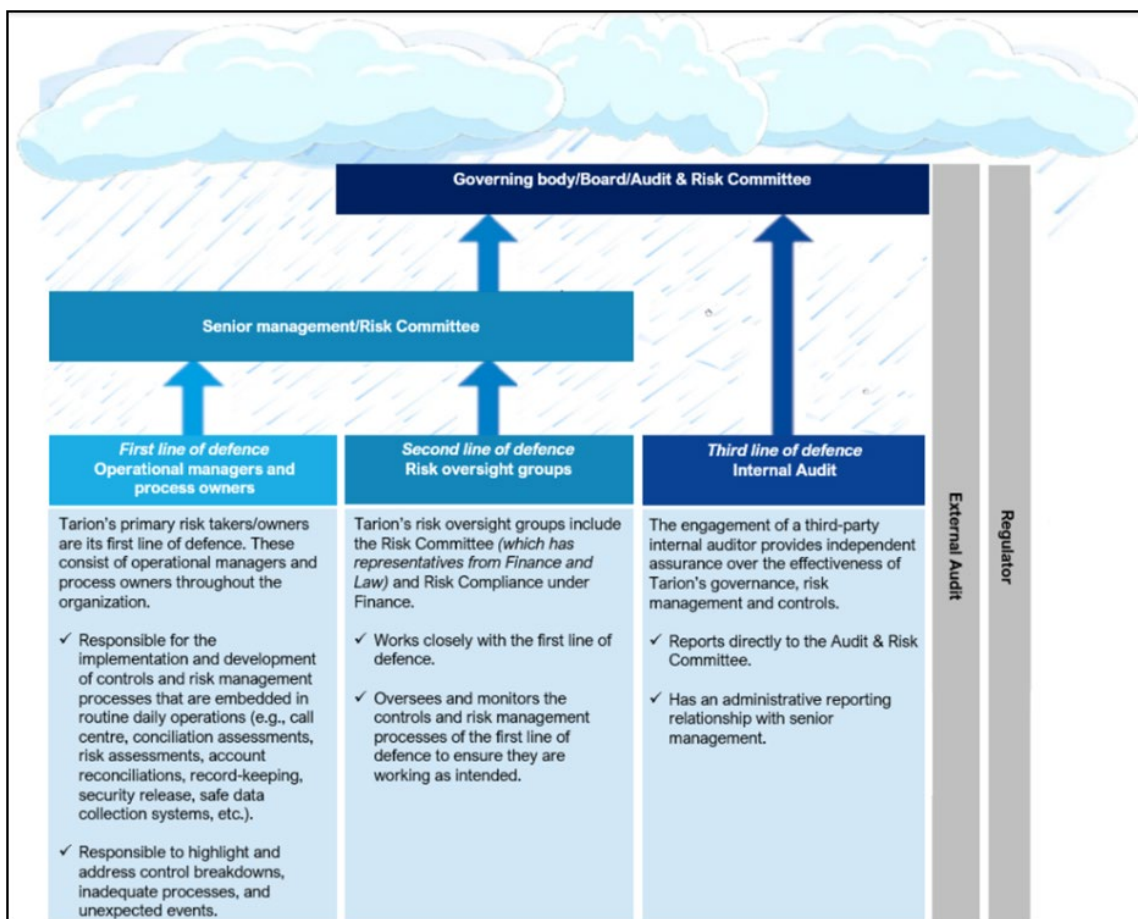 Governing body/Board/Audit & Risk Committee
Senior management/Risk Committee
First line of defence
Operational managers and
process owners
Tarion's primary risk takers/owners
are its first line of defence. These
consist of operational managers and
process owners throughout the
organization.
✓ Responsible for the
implementation and development
of controls and risk management
processes that are embedded in
routine daily operations (e.g., call
centre, conciliation assessments,
risk assessments, account
reconciliations, record-keeping,
security release, safe data
collection systems, etc.).
✓ Responsible to highlight and
address control breakdowns,
inadequate processes, and
unexpected events.
Second line of defence
Risk oversight groups
Tarion's risk oversight groups include
the Risk Committee (which has
representatives from Finance and
Law) and Risk Compliance under
Finance.
✓ Works closely with the first line of
defence.
✓ Oversees and monitors the
controls and risk management
processes of the first line of
defence to ensure they are
working as intended.
Third line of defence
Internal Audit
The engagement of a third-party
internal auditor provides independent
assurance over the effectiveness of
Tarion's governance, risk
management and controls.
✓ Reports directly to the Audit & Risk
Committee.
✓ Has an administrative reporting
relationship with senior
management.
External Audit
Regulator